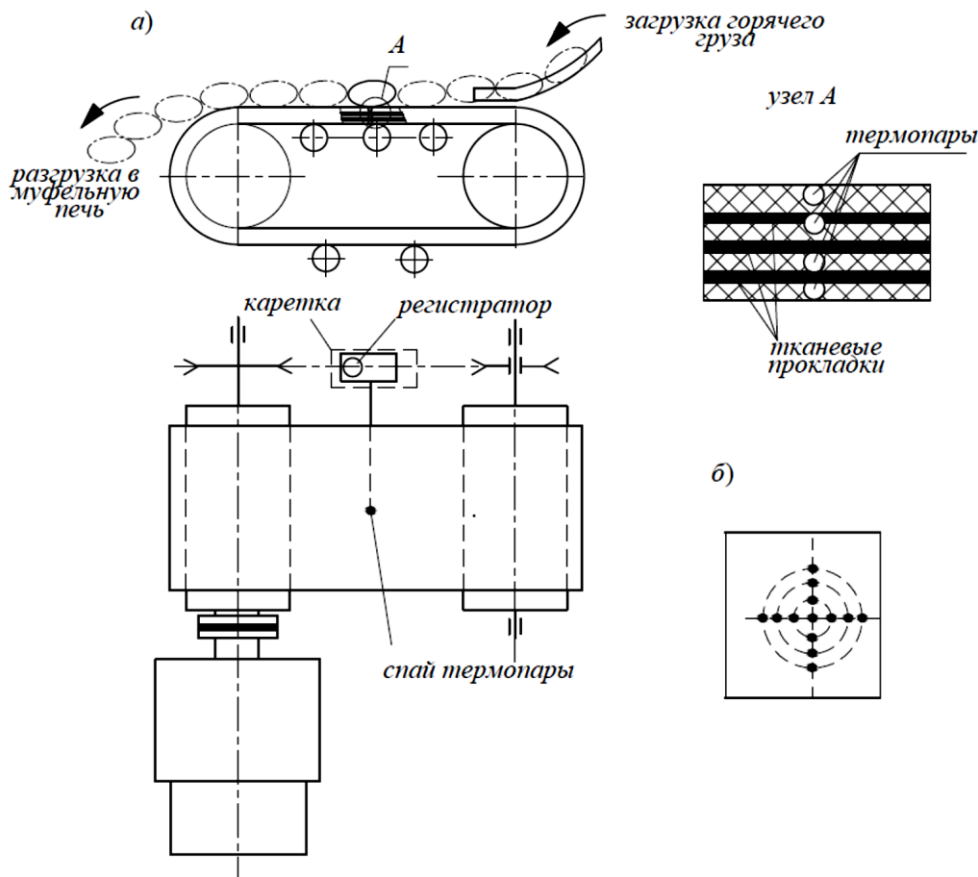 а)
загрузка горячего
груза
А
узел А
термопары
разгрузка в
муфельную
печь
каретка
регистратор
тканевые
прокладки
б)
спай термопары